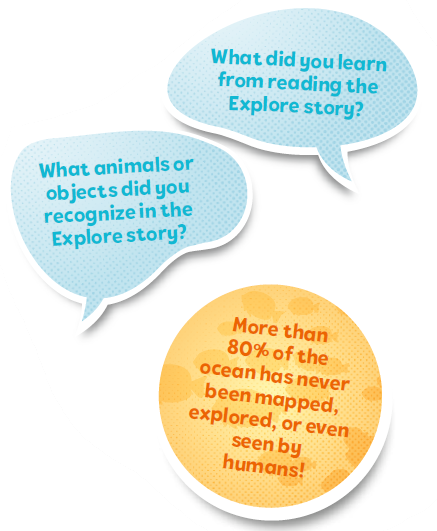 What did you learn
from reading the
Explore story?
What animals or
objects did you
recognize in the
Explore story?
More than
80% of the
ocean has never
been mapped,
explored, or even
seen by
humans!